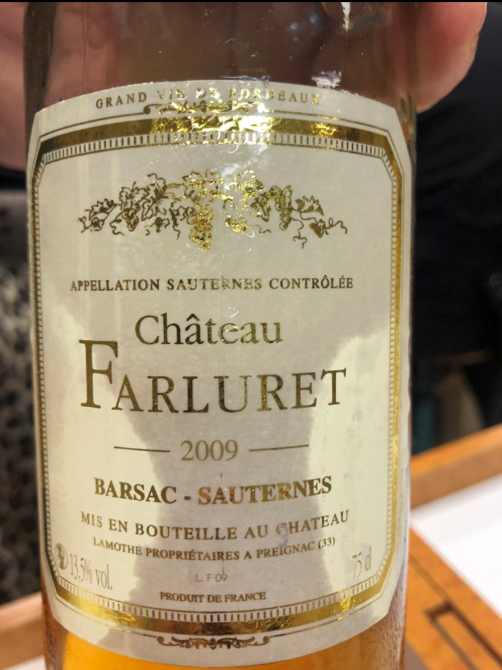 GRAND VIN DE BORDEAUX
APPELLATION SAUTERNES CONTRÔLÉE
Château
FARLURET
2009
BARSAC - SAUTERNES
MIS EN BOUTEILLE AU CHATEAU
LAMOTHE PROPRIÉTAIRES A PREIGNAC (33)
13,5% vol.
L. F 09
75 cl
PRODUIT DE FRANCE